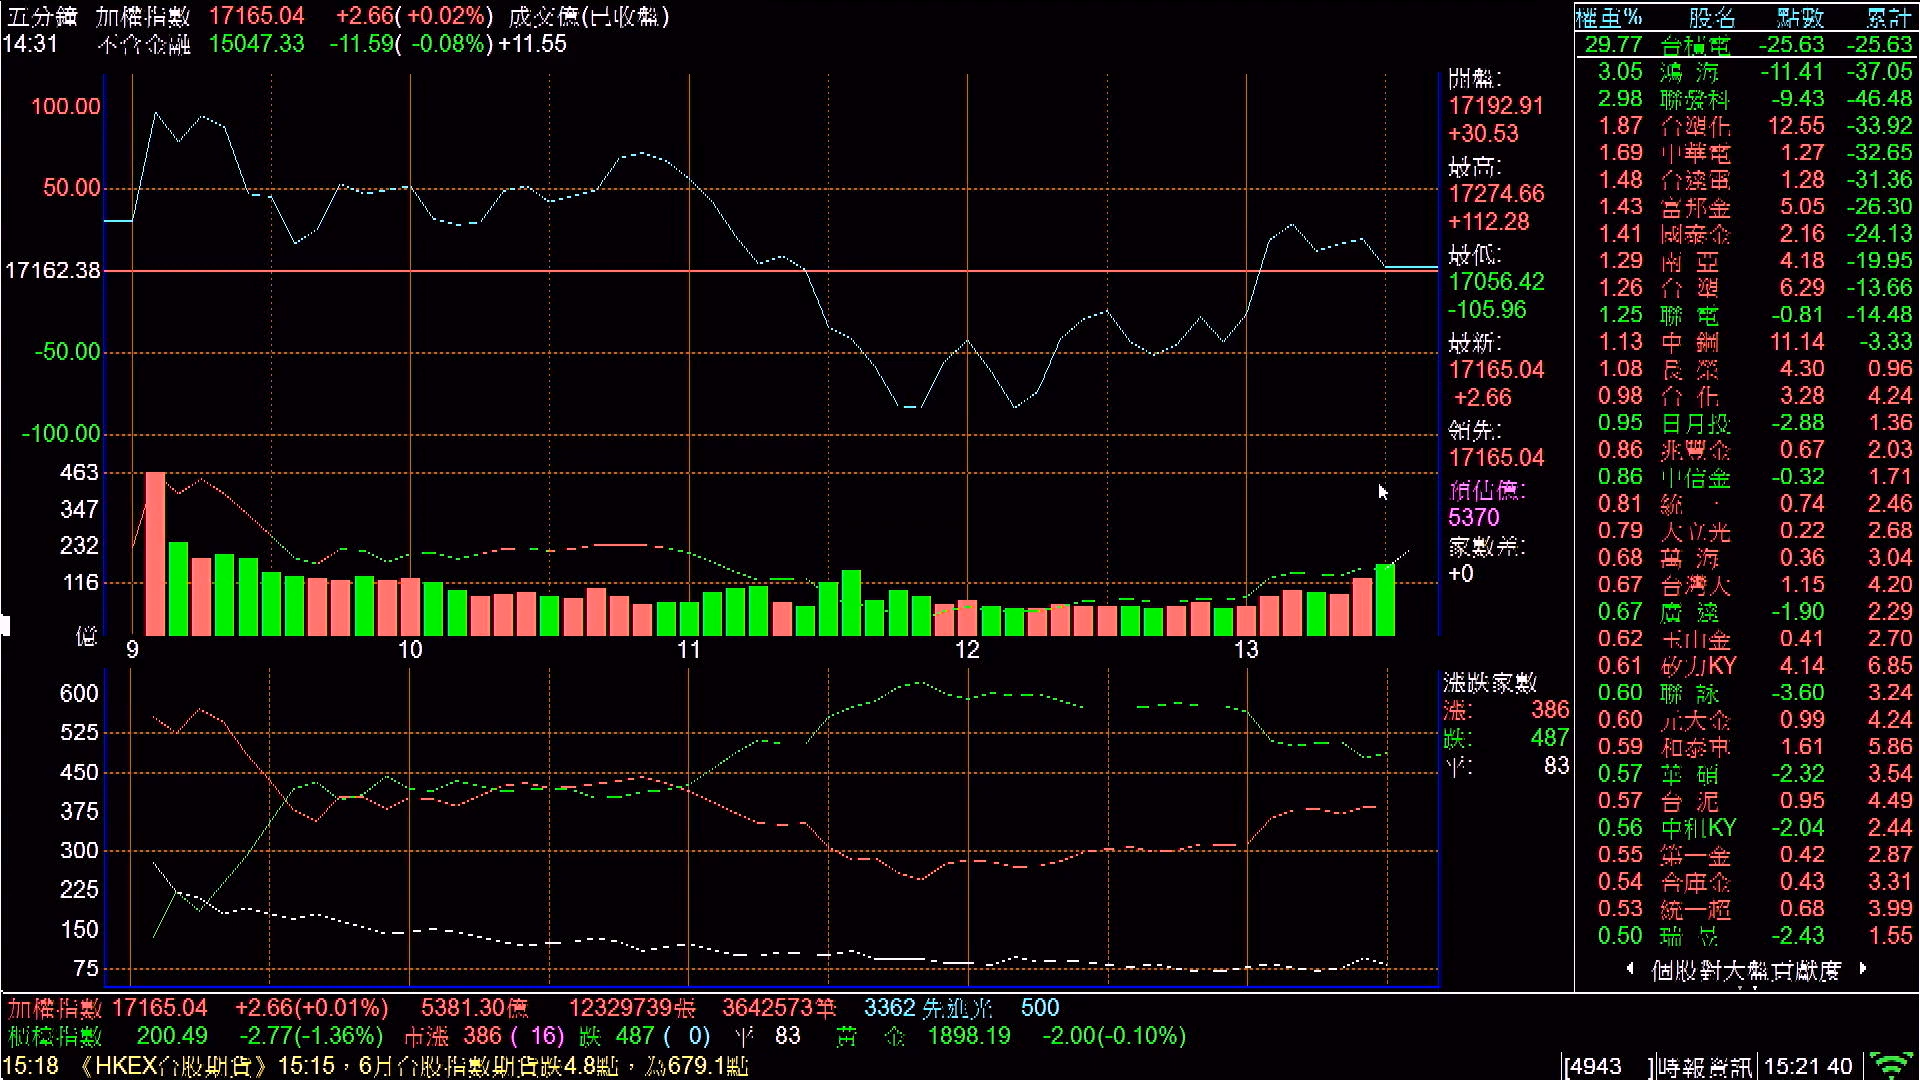 五分鐘 加權指數 17165.04 +2.66( +0.02%) 成交億(已收盤)
14:31 不含金融 15047.33 -11.59( -0.08%) +11.55
100.00
50.00
17162.38
-50.00
-100.00
463
347
232
116
億
9 10 11 12 13
600
525
450
375
300
225
150
75
開盤:
17192.91
+30.53
最高:
17274.66
+112.28
最低:
17056.42
-105.96
最新:
17165.04
+2.66
領先:
17165.04
預估億:
5370
家數差:
+0
漲跌家數
漲: 386
跌: 487
平: 83
權重% 股名 點數 累計
29.77 台積電 -25.63 -25.63
3.05 鴻海 -11.41 -37.05
2.98 聯發科 -9.43 -46.48
1.87 台塑化 12.55 -33.92
1.69 中華電 1.27 -32.65
1.48 台達電 1.28 -31.36
1.43 富邦金 5.05 -26.30
1.41 國泰金 2.16 -24.13
1.29 南亞 4.18 -19.95
1.26 台塑 6.29 -13.66
1.25 聯電 -0.81 -14.48
1.13 中鋼 11.14 -3.33
1.08 長榮 4.30 0.96
0.98 台化 3.28 4.24
0.95 日月投 -2.88 1.36
0.86 兆豐金 0.67 2.03
0.86 中信金 -0.32 1.71
0.81 統一 0.74 2.46
0.79 大立光 0.22 2.68
0.68 萬海 0.36 3.04
0.67 台灣大 1.15 4.20
0.67 廣達 -1.90 2.29
0.62 玉山金 0.41 2.70
0.61 矽力KY 4.14 6.85
0.60 聯詠 -3.60 3.24
0.60 元大金 0.99 4.24
0.59 和泰車 1.61 5.86
0.57 華碩 -2.32 3.54
0.57 台泥 0.95 4.49
0.56 中租KY -2.04 2.44
0.55 第一金 0.42 2.87
0.54 合庫金 0.43 3.31
0.53 統一超 0.68 3.99
0.50 瑞昱 -2.43 1.55
個股對大盤貢獻度
加權指數 17165.04 +2.66(+0.01%) 5381.30億 12329739張 3642573筆 3362 先進光 500
櫃檯指數 200.49 -2.77(-1.36%) 市漲 386 ( 16) 跌 487 ( 0) 平 83 黃金 1898.19 -2.00(-0.10%)
15:18 《HKEX台股期貨》15:15，6月台股指數期貨跌4.8點，為679.1點 [4943 ]時報資訊 15:21 40